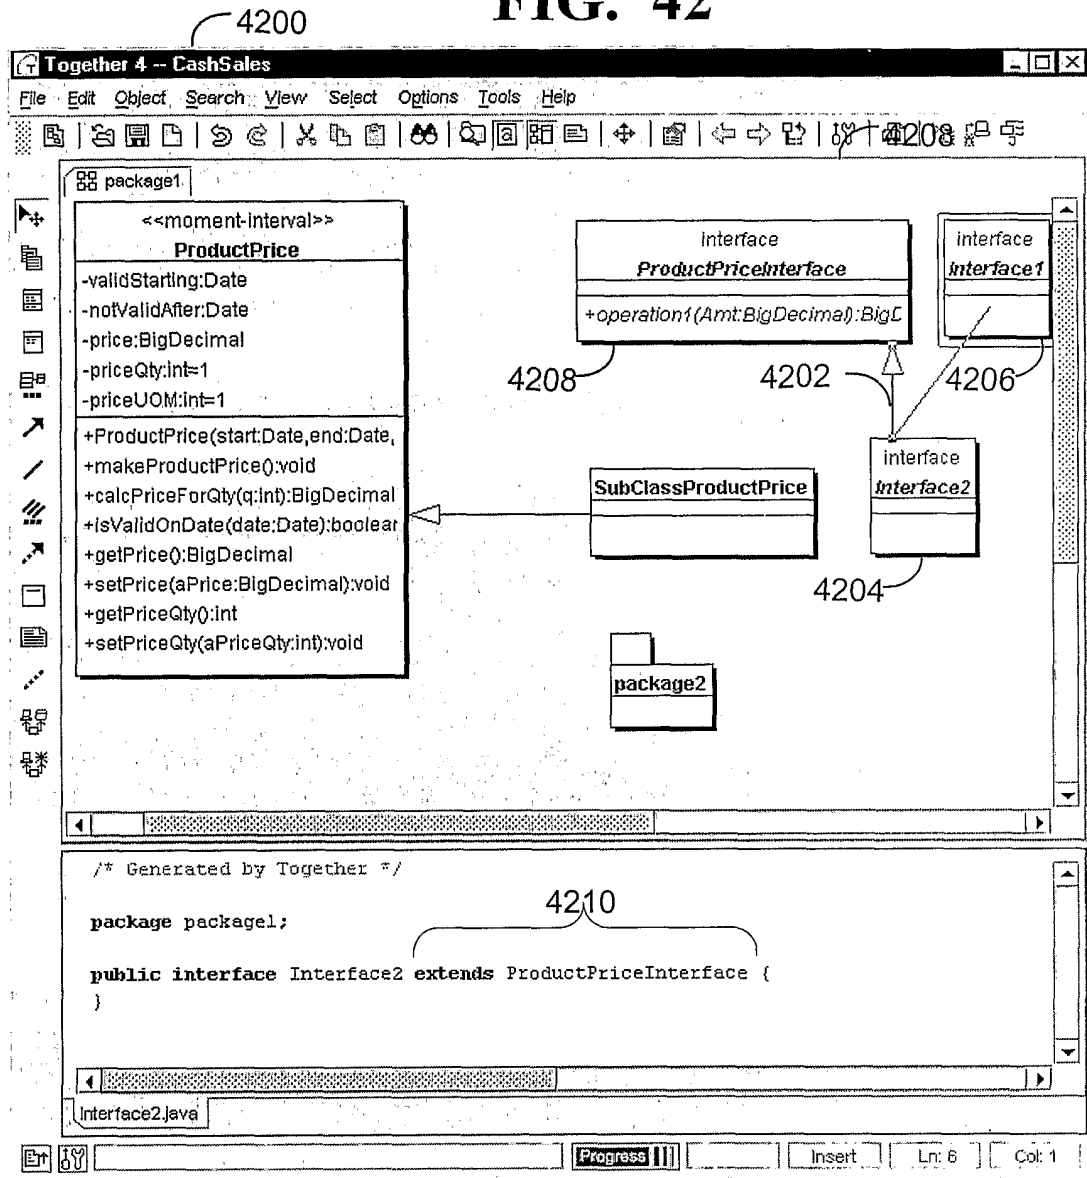 FIG. 42
4200
Together 4 -- CashSales
File Edit Object Search View Select Options Tools Help
4208
package1
<<moment-interval>>
ProductPrice
-validStarting:Date
-notValidAfter:Date
-price:BigDecimal
-priceQty:int=1
-priceUOM:int=1
+ProductPrice(start:Date,end:Date,
+makeProductPrice():void
+calcPriceForQty(q:int):BigDecimal
+isValidOnDate(date:Date):boolear
+getPrice():BigDecimal
+setPrice(aPrice:BigDecimal):void
+getPriceQty():int
+setPriceQty(aPriceQty:int):void
interface
ProductPriceInterface
+operation1(Amt:BigDecimal):BigD
4208
interface
Interface1
4206
4202
interface
Interface2
4204
SubClassProductPrice
package2
/* Generated by Together */
package package1;
4210
public interface Interface2 extends ProductPriceInterface {
}
Interface2.java
Progress
Insert
Ln: 6
Col: 1